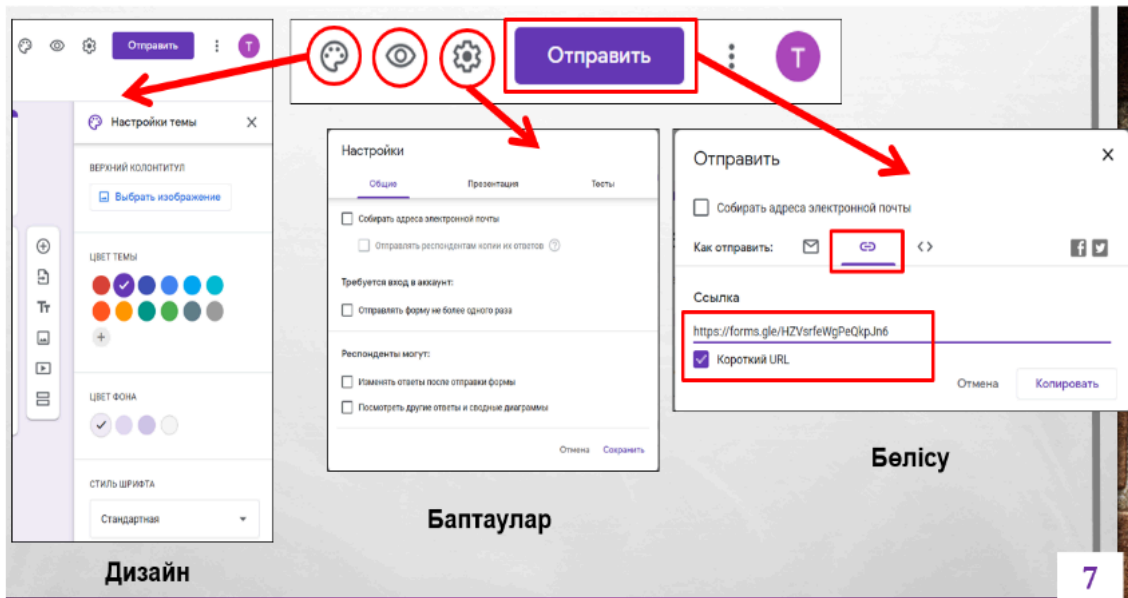 Отправить
T
Отправить
T
Настройки темы
ВЕРХНИЙ КОЛОНТИТУЛ
Выбрать изображение
ЦВЕТ ТЕМЫ
Тт
ЦВЕТ ФОНА
СТИЛЬ ШРИФТА
Стандартная
Дизайн
Настройки
Общие
Презентация
Тесты
Собирать адреса электронной почты
Отправлять респондентам копии их ответов
Требуется вход в аккаунт:
Отправлять форму не более одного раза
Респонденты могут:
Изменять ответы после отправки формы
Посмотреть другие ответы и сводные диаграммы
Отмена Сохранить
Баптаулар
Отправить
Собирать адреса электронной почты
Как отправить:
Ссылка
https://forms.gle/HZVsrfeWgPeQkpJn6
Короткий URL
Отмена Копировать
Бөлісу
7